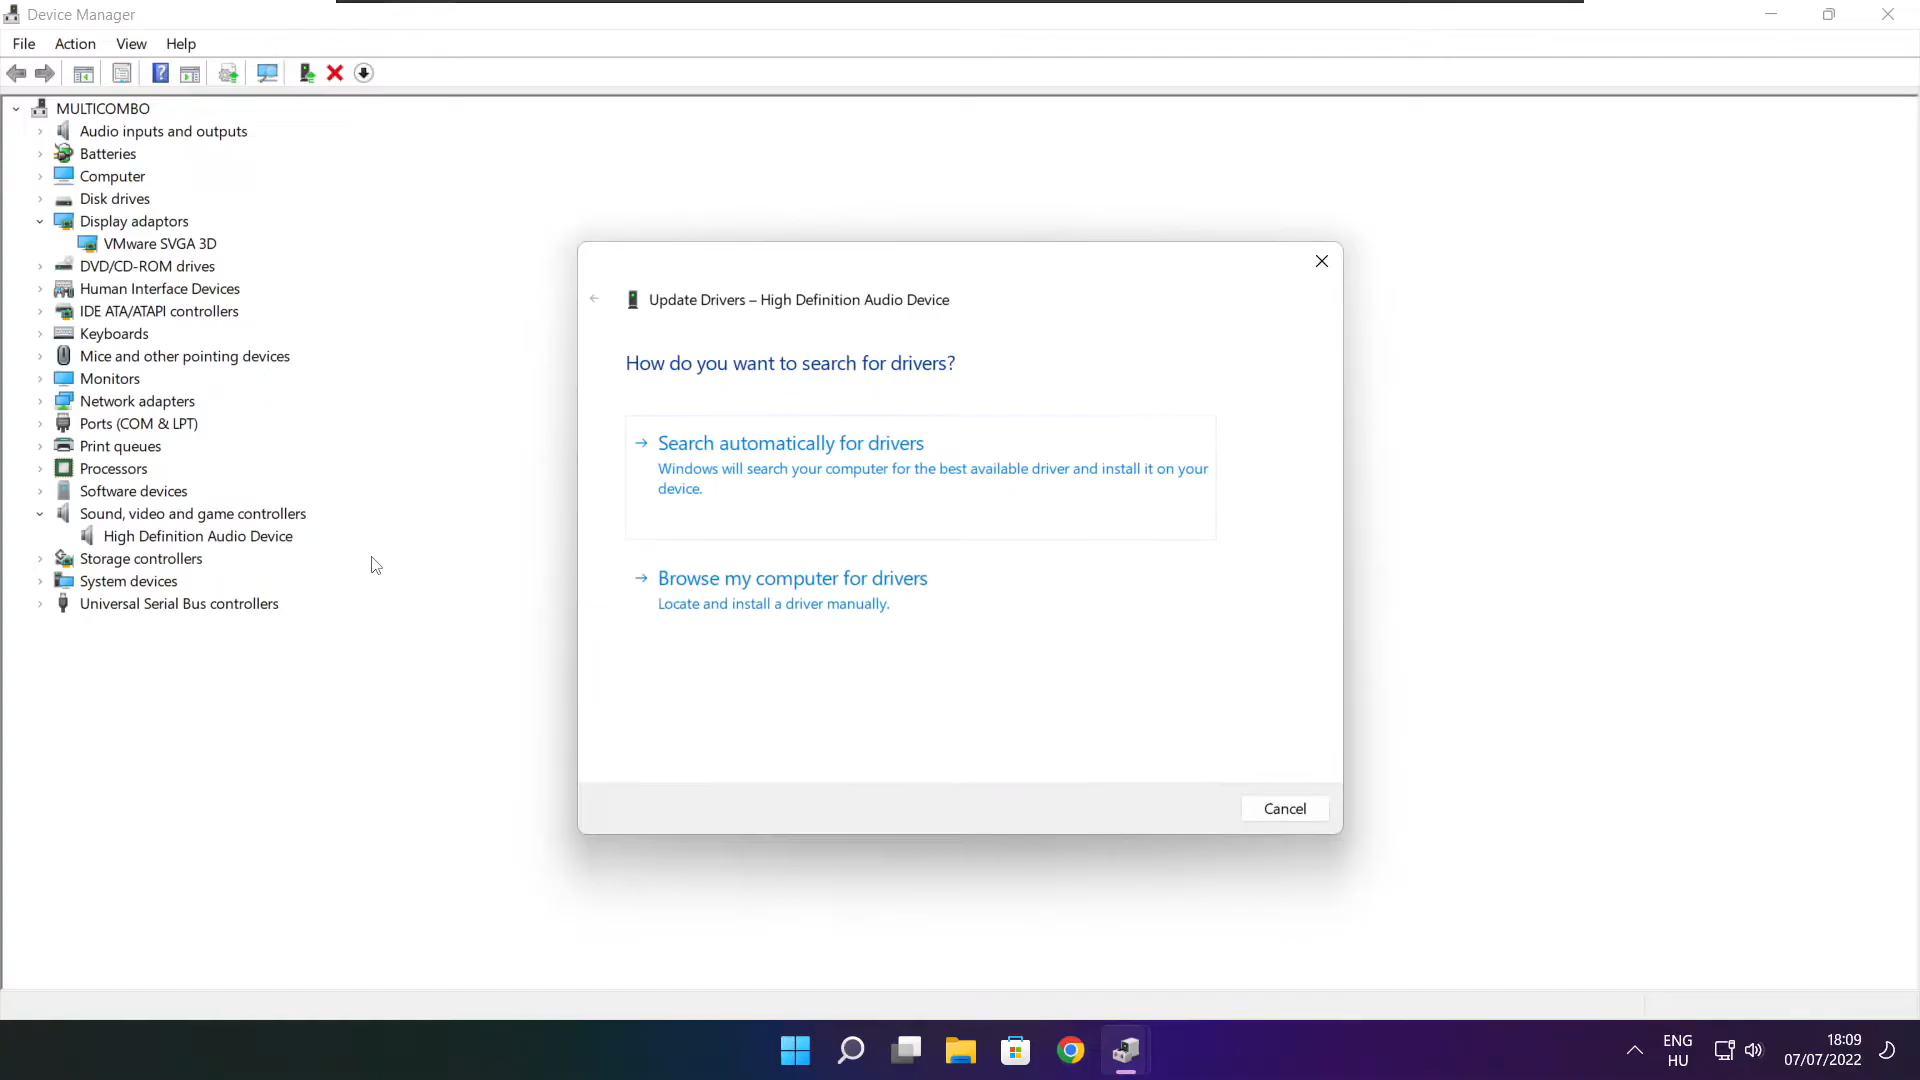 Device Manager
File Action View Help
MULTICOMBO
Audio inputs and outputs
Batteries
Computer
Disk drives
Display adaptors
VMware SVGA 3D
DVD/CD-ROM drives
Human Interface Devices
IDE ATA/ATAPI controllers
Keyboards
Mice and other pointing devices
Monitors
Network adapters
Ports (COM & LPT)
Print queues
Processors
Software devices
Sound, video and game controllers
High Definition Audio Device
Storage controllers
System devices
Universal Serial Bus controllers
Update Drivers – High Definition Audio Device
How do you want to search for drivers?
Search automatically for drivers
Windows will search your computer for the best available driver and install it on your
device.
Browse my computer for drivers
Locate and install a driver manually.
Cancel
ENG
HU
18:09
07/07/2022